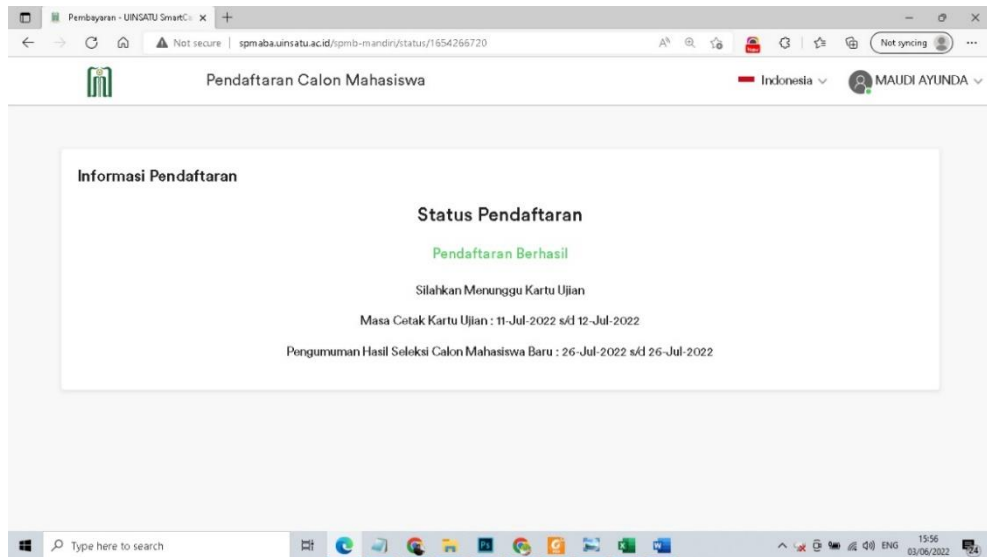 Pembayaran - UINSATU SmartCa
Not secure | spmaba.uinsatu.ac.id/spmb-mandiri/status/1654266720
Not syncing
Pendaftaran Calon Mahasiswa
Indonesia
MAUDI AYUNDA
Informasi Pendaftaran
Status Pendaftaran
Pendaftaran Berhasil
Silahkan Menunggu Kartu Ujian
Masa Cetak Kartu Ujian : 11-Jul-2022 s/d 12-Jul-2022
Pengumuman Hasil Seleksi Calon Mahasiswa Baru : 26-Jul-2022 s/d 26-Jul-2022
Type here to search
Ps
ENG
15:56
03/06/2022
24